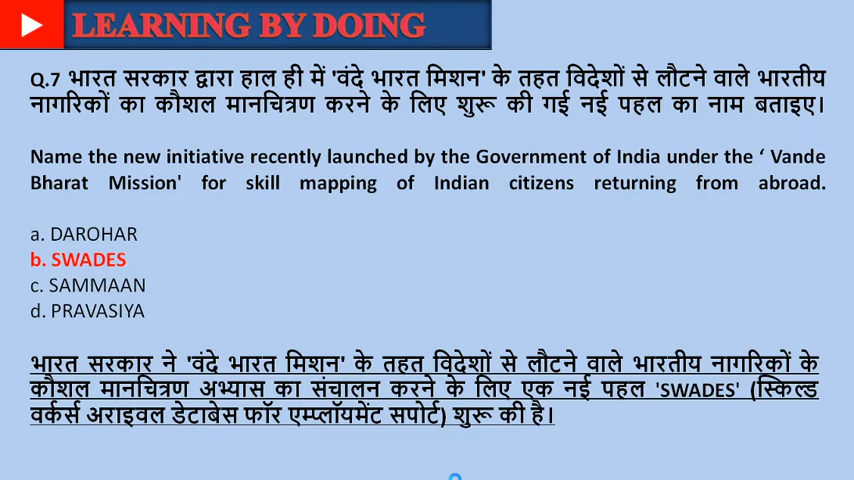 LEARNING BY DOING
Q.7 भारत सरकार द्वारा हाल ही में 'वंदे भारत मिशन' के तहत विदेशों से लौटने वाले भारतीय
नागरिकों का कौशल मानचित्रण करने के लिए शुरू की गई नई पहल का नाम बताइए।
Name the new initiative recently launched by the Government of India under the ‘ Vande
Bharat Mission' for skill mapping of Indian citizens returning from abroad.
a. DAROHAR
b. SWADES
c. SAMMAAN
d. PRAVASIYA
भारत सरकार ने 'वंदे भारत मिशन' के तहत विदेशों से लौटने वाले भारतीय नागरिकों के
कौशल मानचित्रण अभ्यास का संचालन करने के लिए एक नई पहल 'SWADES' (स्किल्ड
वर्कर्स अराइवल डेटाबेस फॉर एम्प्लॉयमेंट सपोर्ट) शुरू की है।